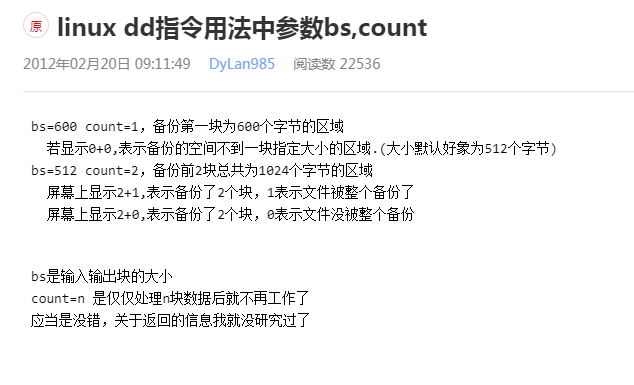 原 linux dd指令用法中参数bs,count
2012年02月20日 09:11:49 DyLan985 阅读数 22536
bs=600 count=1，备份第一块为600个字节的区域
若显示0+0,表示备份的空间不到一块指定大小的区域.(大小默认好象为512个字节)
bs=512 count=2，备份前2块总共为1024个字节的区域
屏幕上显示2+1,表示备份了2个块，1表示文件被整个备份了
屏幕上显示2+0,表示备份了2个块，0表示文件没被整个备份
bs是输入输出块的大小
count=n 是仅仅处理n块数据后就不再工作了
应当是没错，关于返回的信息我就没研究过了